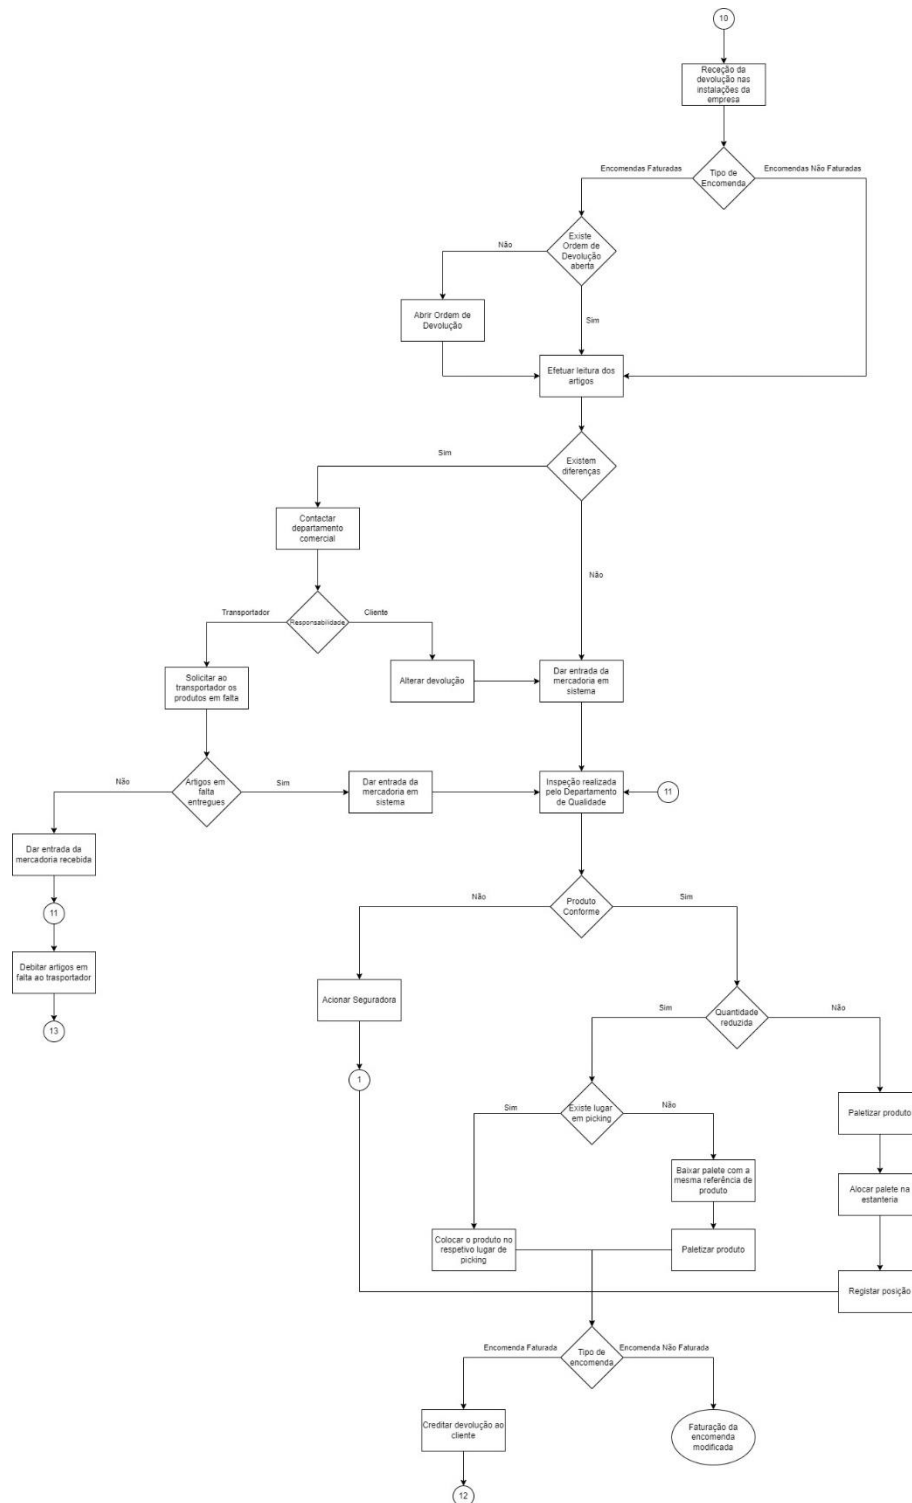 10
Receção da
devolução nas
instalações da
empresa
Encomendas Faturadas
Tipo de
Encomenda
Encomendas Não Faturadas
Existe
Ordem de
Devolução
aberta
Não
Abrir Ordem de
Devolução
Sim
Efetuar leitura dos
artigos
Existem
diferenças
Sim
Contactar
departamento
comercial
Não
Transportador
Responsabilidade
Cliente
Solicitar ao
transportador os
produtos em falta
Alterar devolução
Dar entrada da
mercadoria em
sistema
Não
Artigos em
falta
entregues
Sim
Dar entrada da
mercadoria em
sistema
Inspeção realizada
pelo Departamento
de Qualidade
11
Dar entrada da
mercadoria recebida
11
Debitar artigos em
falta ao trasportador
13
Não
Produto
Conforme
Sim
Acionar Seguradora
1
Sim
Quantidade
reduzida
Não
Sim
Existe lugar
em picking
Não
Paletizar produto
Baixar palete com a
mesma referência de
produto
Alocar palete na
estanteria
Colocar o produto no
respetivo lugar de
picking
Paletizar produto
Registar posição
Encomenda Faturada
Tipo de
encomenda
Encomenda Não Faturada
Creditar devolução ao
cliente
Faturação da
encomenda
modificada
12